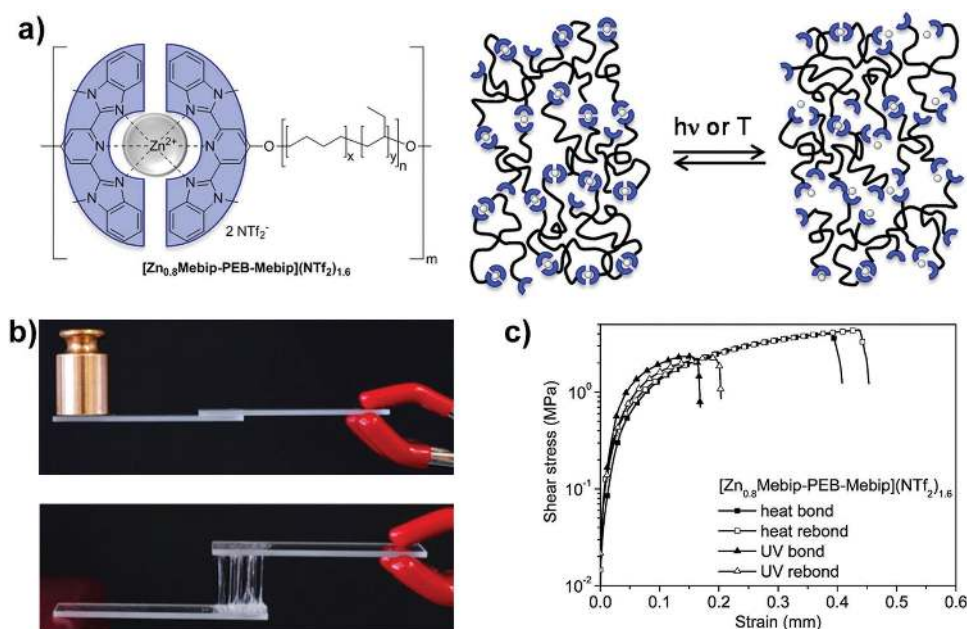 a)
N
N
N
N
N
N
N
N
N
N
Zn2+
O
x
y
n
O
m
2 NTf2-
[Zn0.8Mebip-PEB-Mebip](NTf2)1.6
hν or T
b)
c)
Shear stress (MPa)
10^0
10^-1
10^-2
[Zn0.8Mebip-PEB-Mebip](NTf2)1.6
heat bond
heat rebond
UV bond
UV rebond
0.0 0.1 0.2 0.3 0.4 0.5 0.6
Strain (mm)